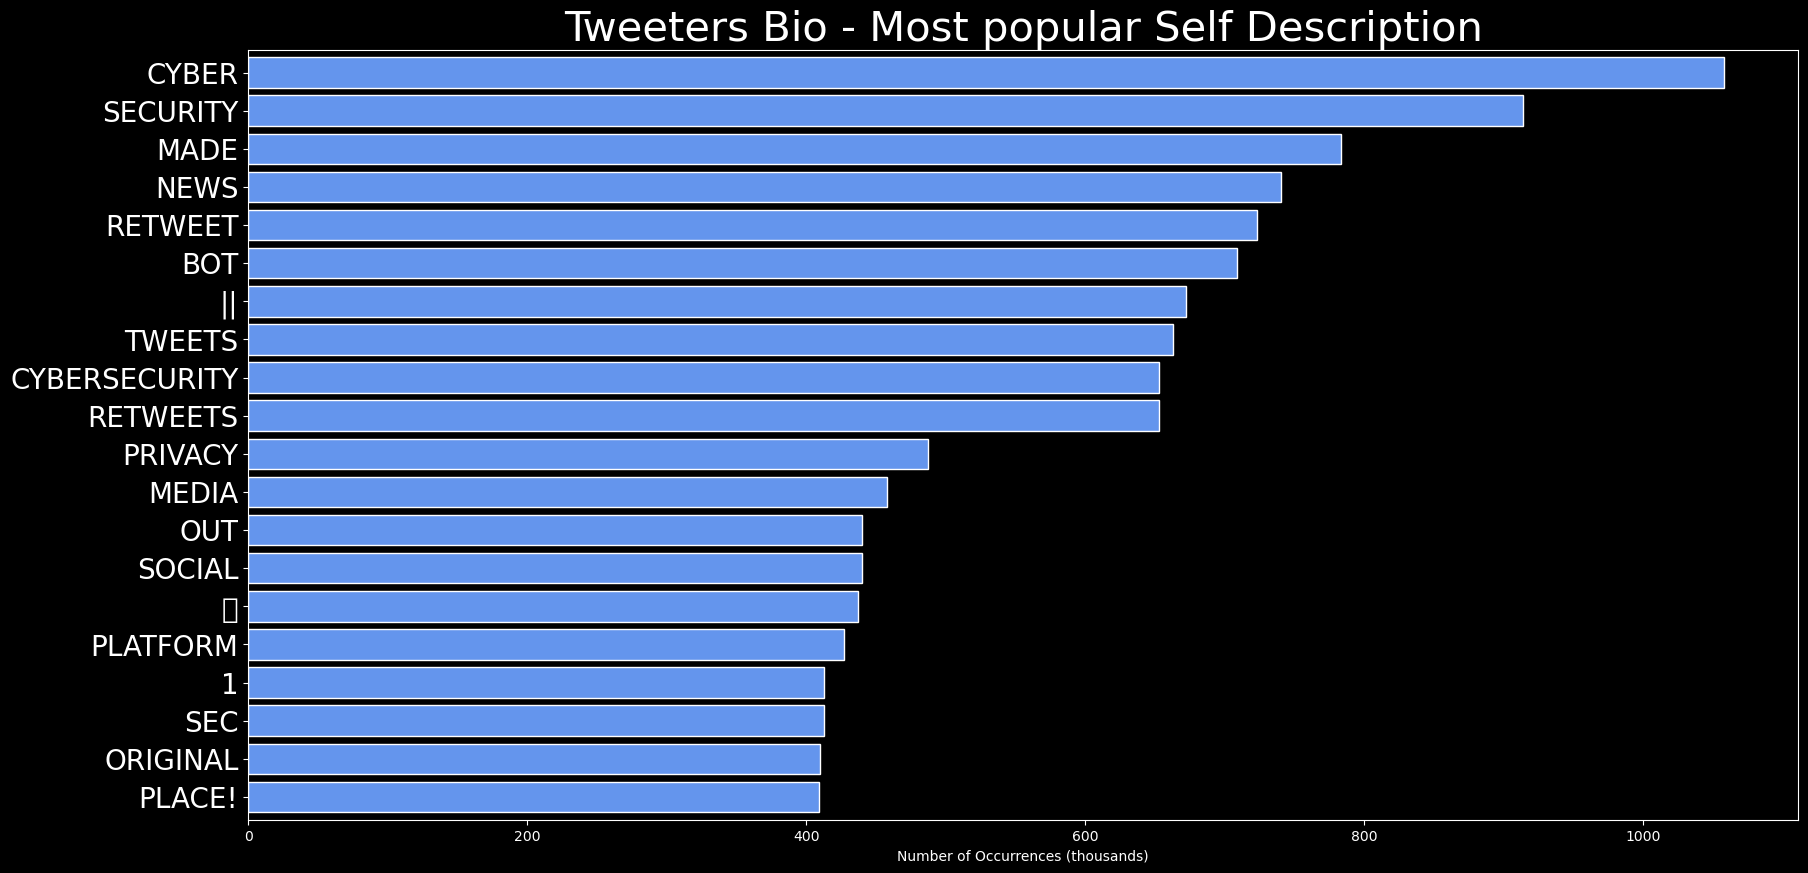 Tweeters Bio - Most popular Self Description
CYBER
SECURITY
MADE
NEWS
RETWEET
BOT
||
TWEETS
CYBERSECURITY
RETWEETS
PRIVACY
MEDIA
OUT
SOCIAL
PLATFORM
1
SEC
ORIGINAL
PLACE!
0 200 400 600 800 1000
Number of Occurrences (thousands)